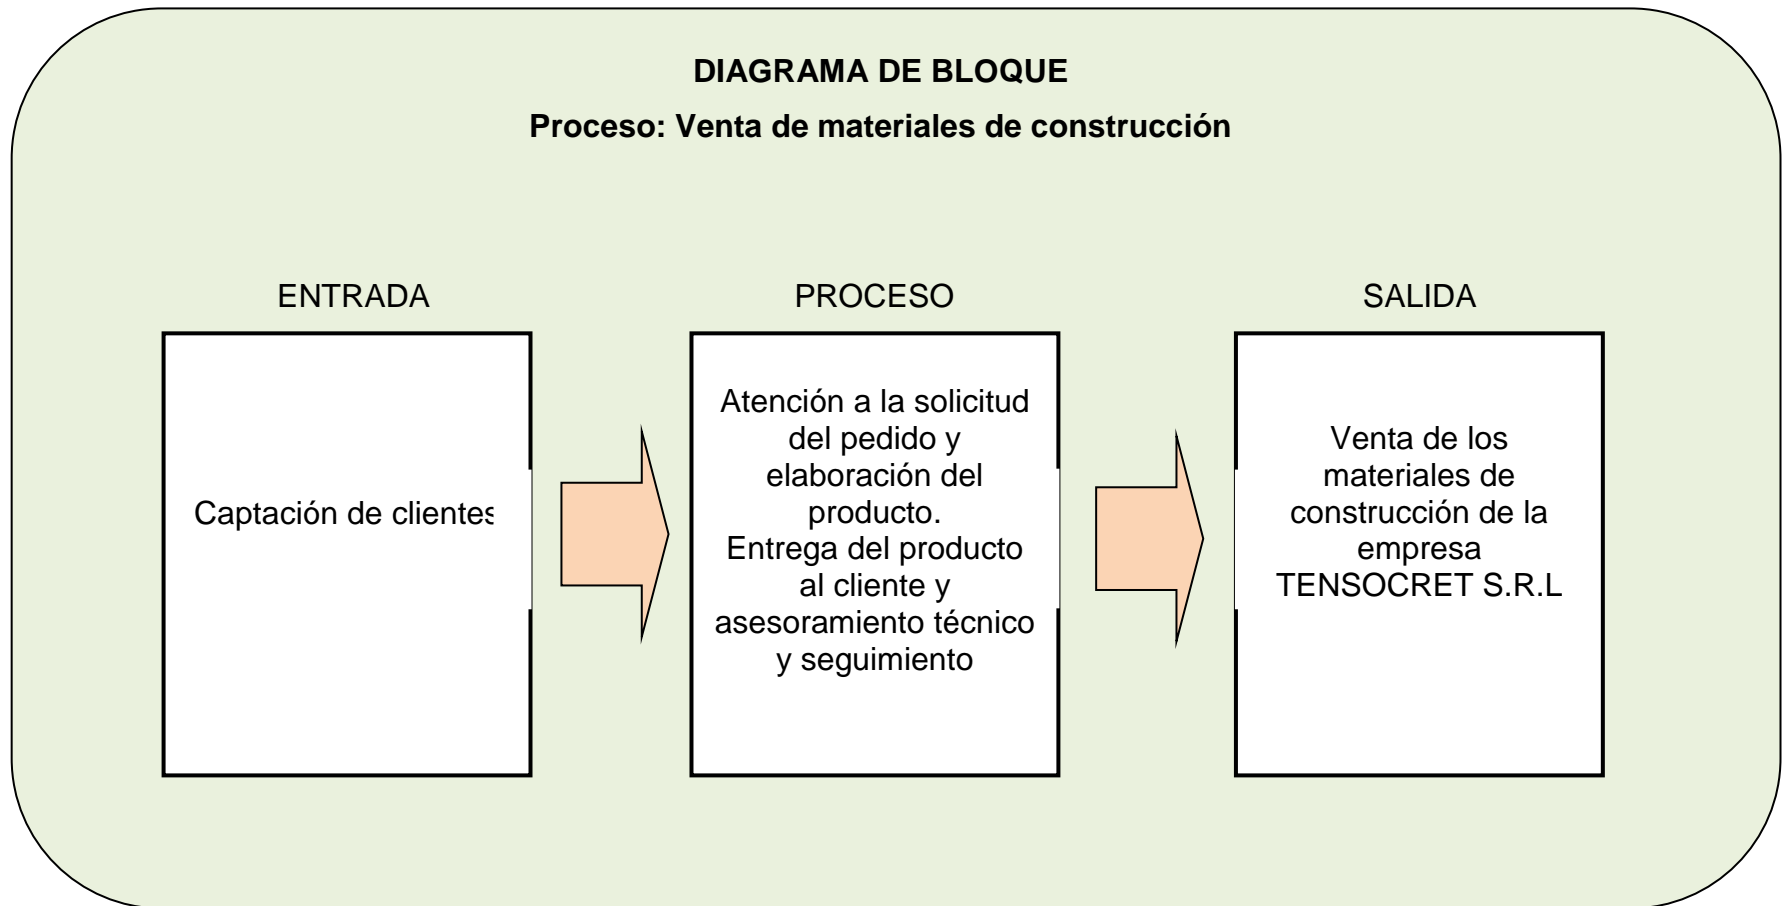 DIAGRAMA DE BLOQUE
Proceso: Venta de materiales de construcción
ENTRADA
Captación de clientes
PROCESO
Atención a la solicitud
del pedido y
elaboración del
producto.
Entrega del producto
al cliente y
asesoramiento técnico
y seguimiento
SALIDA
Venta de los
materiales de
construcción de la
empresa
TENSOCRET S.R.L